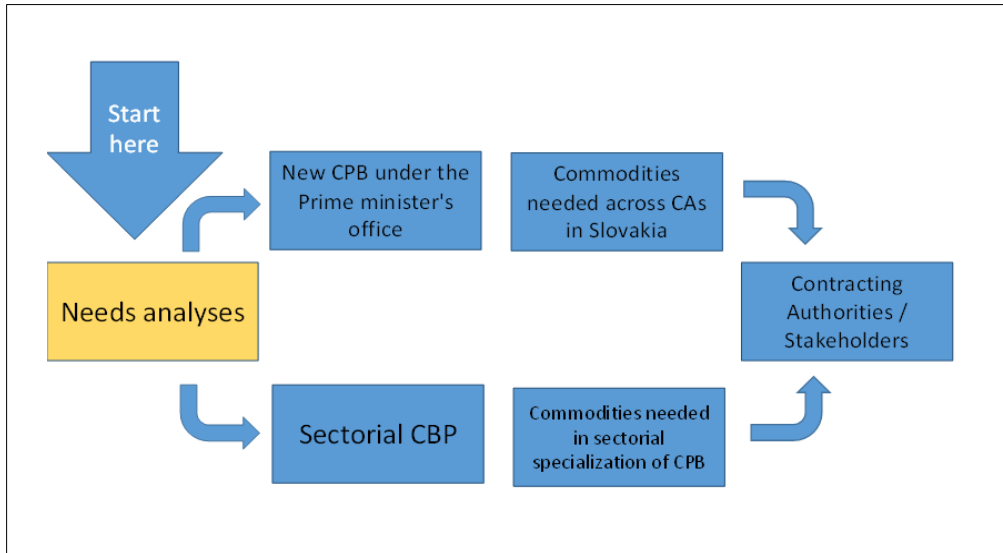 Start
here
New CPB under the
Prime minister's
office
Commodities
needed across CAs
in Slovakia
Needs analyses
Contracting
Authorities /
Stakeholders
Sectorial CBP
Commodities needed
in sectorial
specialization of CPB